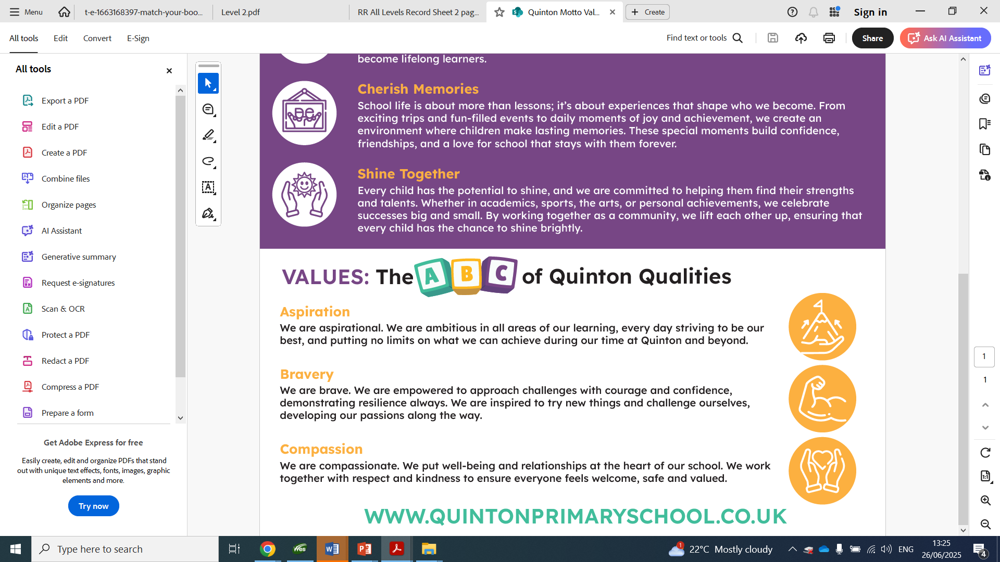 Menu
t-e-1663168397-match-your-boo...
Level 2.pdf
RR All Levels Record Sheet 2 pag...
Quinton Motto Val...
Create
Sign in
All tools
Edit
Convert
E-Sign
Find text or tools
Share
Ask AI Assistant
All tools
Export a PDF
Edit a PDF
Create a PDF
Combine files
Organize pages
AI Assistant
Generative summary
Request e-signatures
Scan & OCR
Protect a PDF
Redact a PDF
Compress a PDF
Prepare a form
Get Adobe Express for free
Easily create, edit and organize PDFs that stand
out with unique text effects, fonts, images, graphic
elements and more.
Try now
become lifelong learners.
Cherish Memories
School life is about more than lessons; it’s about experiences that shape who we become. From
exciting trips and fun-filled events to daily moments of joy and achievement, we create an
environment where children make lasting memories. These special moments build confidence,
friendships, and a love for school that stays with them forever.
Shine Together
Every child has the potential to shine, and we are committed to helping them find their strengths
and talents. Whether in academics, sports, the arts, or personal achievements, we celebrate
successes big and small. By working together as a community, we lift each other up, ensuring that
every child has the chance to shine brightly.
VALUES: The A B C of Quinton Qualities
Aspiration
We are aspirational. We are ambitious in all areas of our learning, every day striving to be our
best, and putting no limits on what we can achieve during our time at Quinton and beyond.
Bravery
We are brave. We are empowered to approach challenges with courage and confidence,
demonstrating resilience always. We are inspired to try new things and challenge ourselves,
developing our passions along the way.
Compassion
We are compassionate. We put well-being and relationships at the heart of our school. We work
together with respect and kindness to ensure everyone feels welcome, safe and valued.
WWW.QUINTONPRIMARYSCHOOL.CO.UK
1
1
Type here to search
Wes
1
22°C Mostly cloudy
ENG
13:25
26/06/2025
4